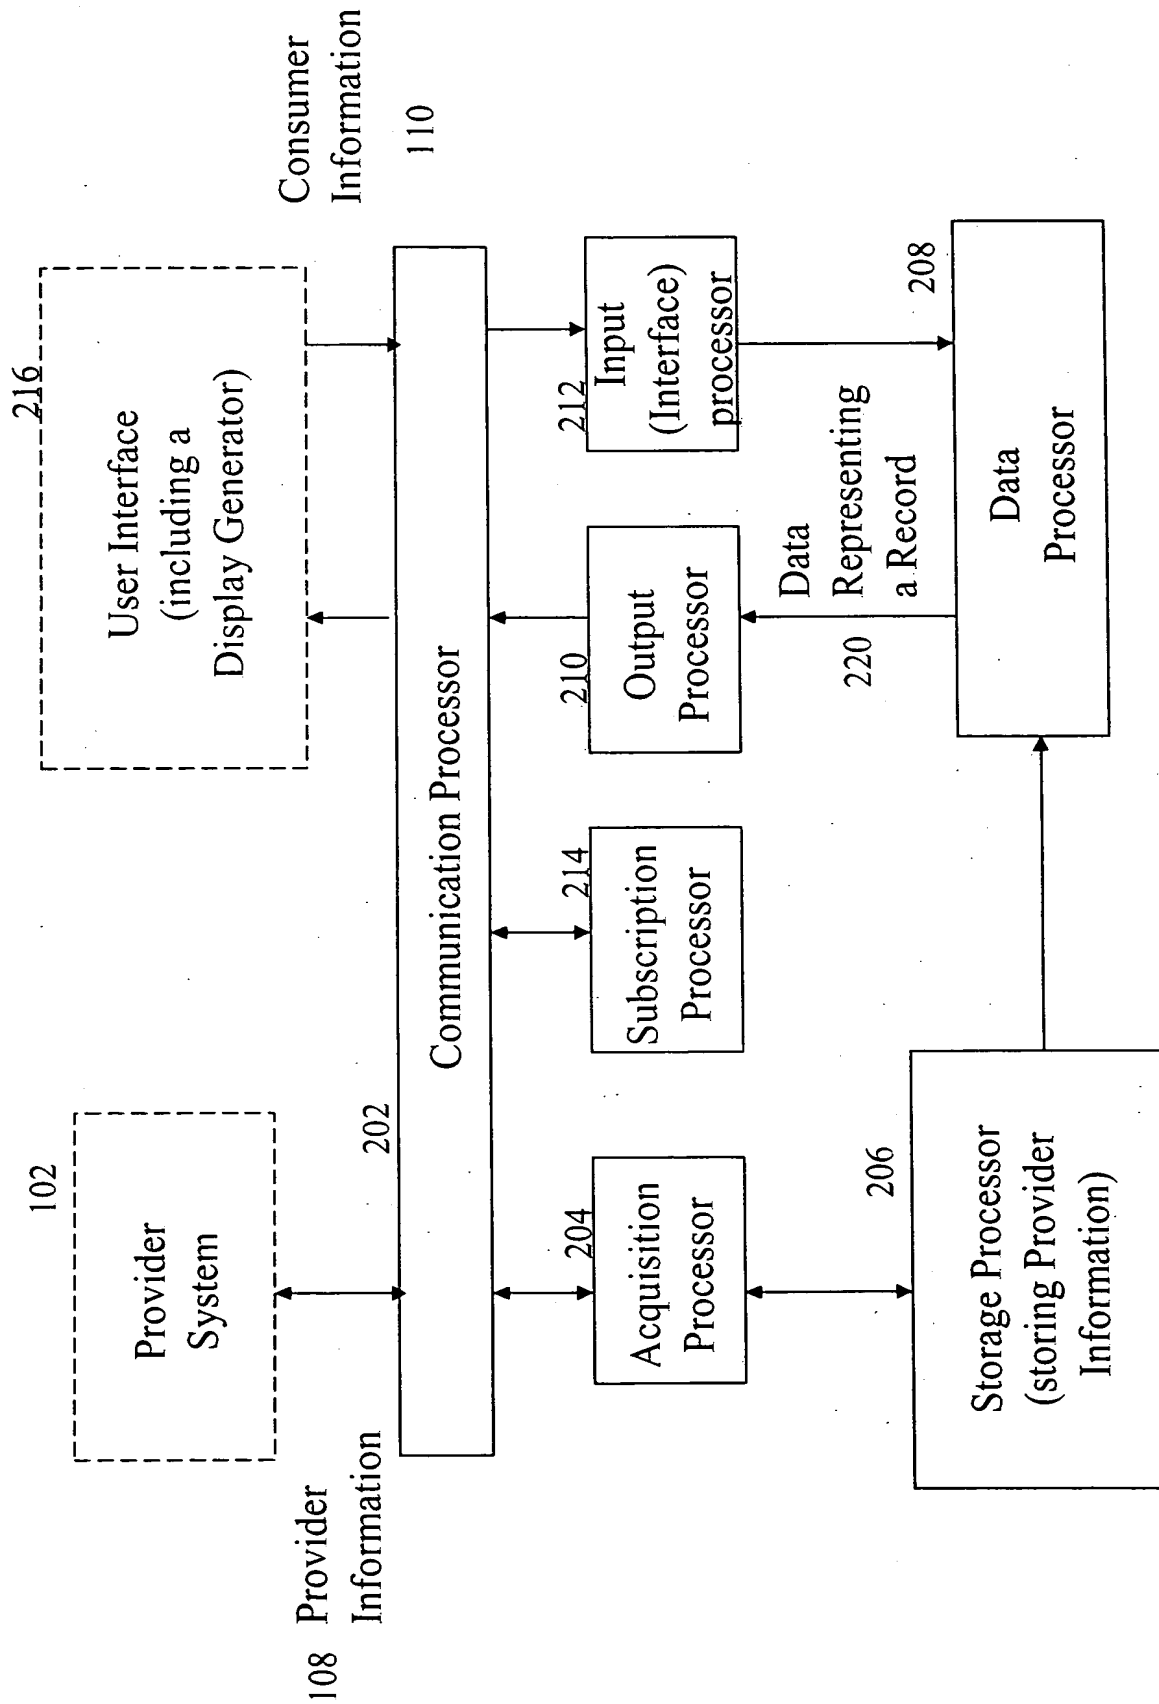 102
Provider
System
216
User Interface
(including a
Display Generator)
108 Provider
Information
Consumer
Information
110
202
Communication Processor
204
Acquisition
Processor
214
Subscription
Processor
210
Output
Processor
212
Input
(Interface)
processor
220
Data
Representing
a Record
206
Storage Processor
(storing Provider
Information)
208
Data
Processor